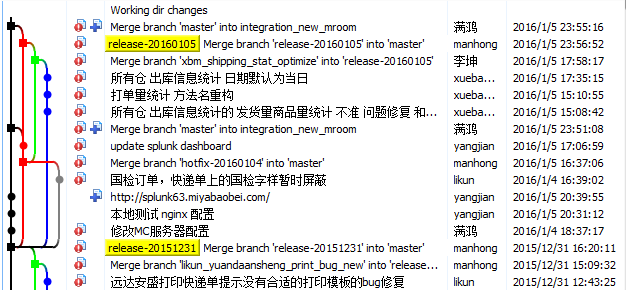 Working dir changes
Merge branch 'master' into integration_new_mroom 满鸿 2016/1/5 23:55:16
release-20160105 Merge branch 'release-20160105' into 'master' manhong 2016/1/5 23:56:52
Merge branch 'xbm_shipping_stat_optimize' into 'release-20160105' 李坤 2016/1/5 17:58:17
所有仓 出库信息统计 日期默认为当日 xueba... 2016/1/5 17:35:15
打单量统计 方法名重构 xueba... 2016/1/5 15:10:55
所有仓 出库信息统计的 发货量商品量统计 不准 问题修复 和... xueba... 2016/1/5 15:08:42
Merge branch 'master' into integration_new_mroom 满鸿 2016/1/5 23:51:08
update splunk dashboard yangjian 2016/1/5 17:06:59
Merge branch 'hotfix-20160104' into 'master' manhong 2016/1/5 16:37:06
国检订单，快递单上的国检字样暂时屏蔽 likun 2016/1/4 16:39:02
http://splunk63.miyabaobei.com/ yangjian 2016/1/5 20:39:55
本地测试 nginx 配置 yangjian 2016/1/5 20:31:12
修改MC服务器配置 满鸿 2016/1/4 18:37:17
release-20151231 Merge branch 'release-20151231' into 'master' manhong 2015/12/31 16:20:11
Merge branch 'likun_yuandaansheng_print_bug_new' into 'release... manhong 2015/12/31 15:09:32
远达安盛打印快递单提示没有合适的打印模板的bug修复 likun 2015/12/31 12:43:25